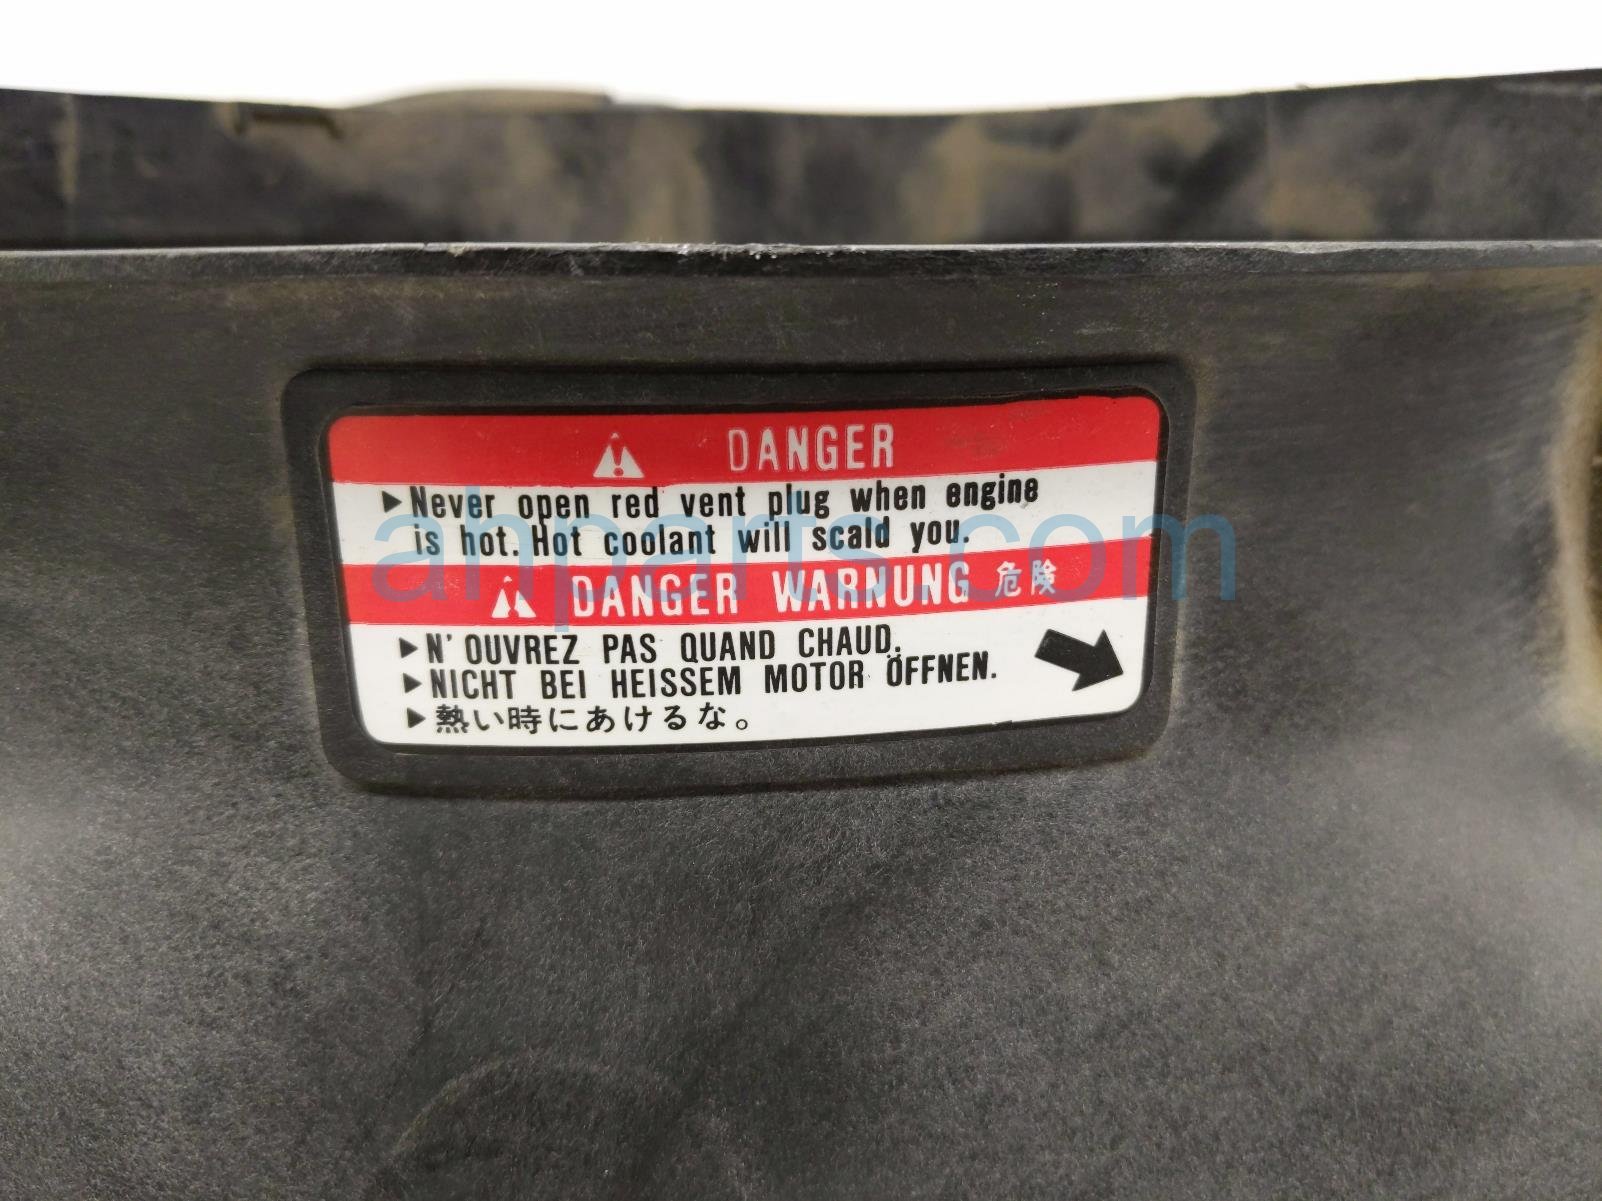 DANGER
▶Never open red vent plug when engine
is hot. Hot coolant will scald you.
DANGER WARNUNG 危険
▶N'OUVREZ PAS QUAND CHAUD.
▶NICHT BEI HEISSEM MOTOR ÖFFNEN.
▶熱い時にあけるな。
ahparts.com